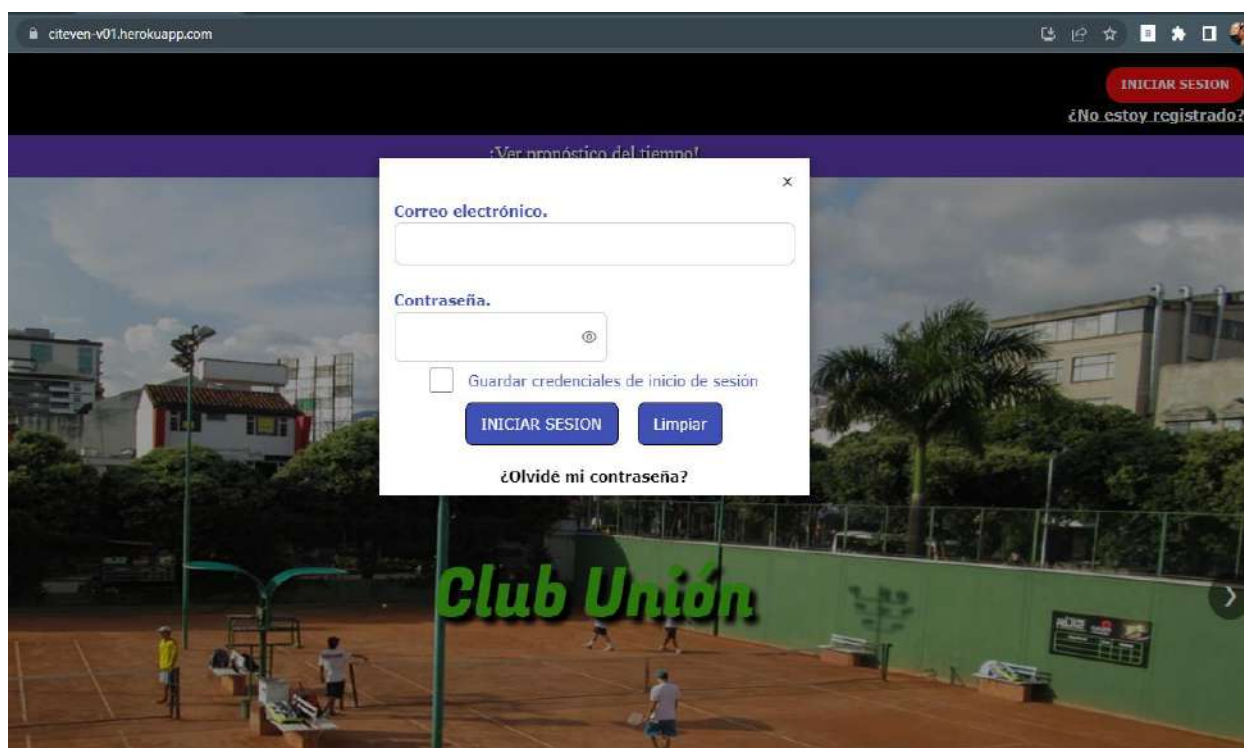 citeven-v01.herokuapp.com
INICIAR SESION
¿No estoy registrado?
¡Ver pronóstico del tiempo!
x
Correo electrónico.
Contraseña.
Guardar credenciales de inicio de sesión
INICIAR SESION
Limpiar
¿Olvidé mi contraseña?
Club Unión